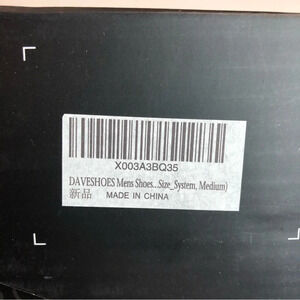 X003A3BQ35
DAVESHOES Mens Shoes...Size_System, Medium)
新品 MADE IN CHINA